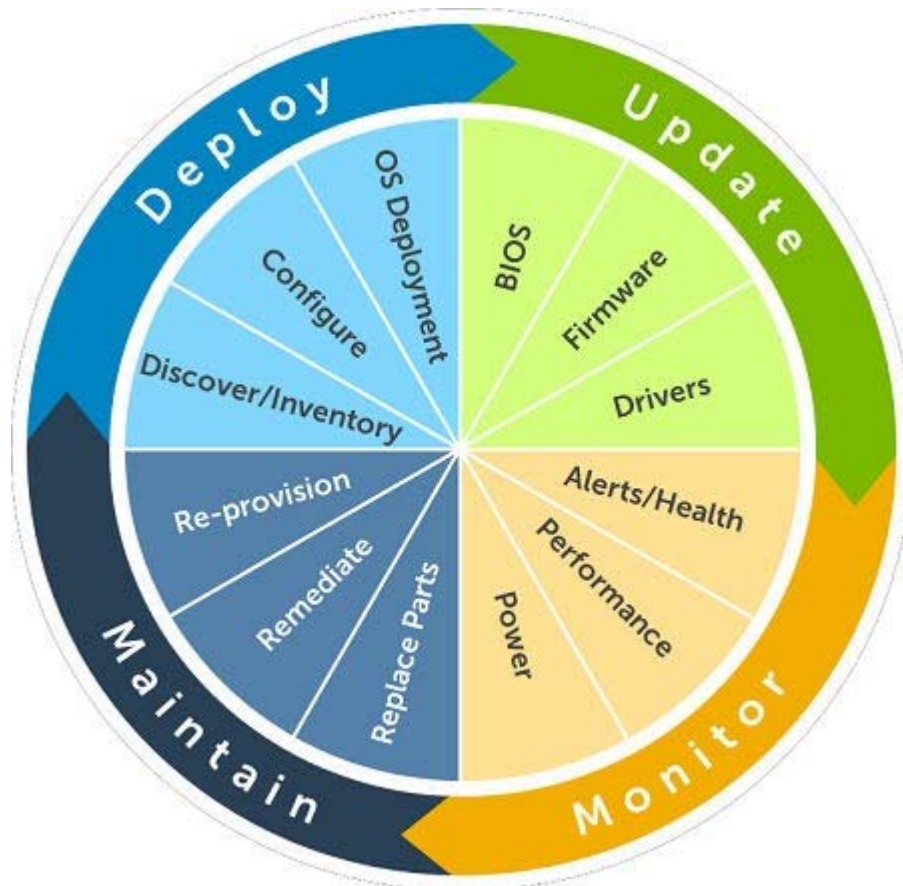 Deploy
Discover/Inventory
Configure
OS Deployment
Update
BIOS
Firmware
Drivers
Monitor
Alerts/Health
Performance
Power
Maintain
Replace Parts
Remediate
Re-provision